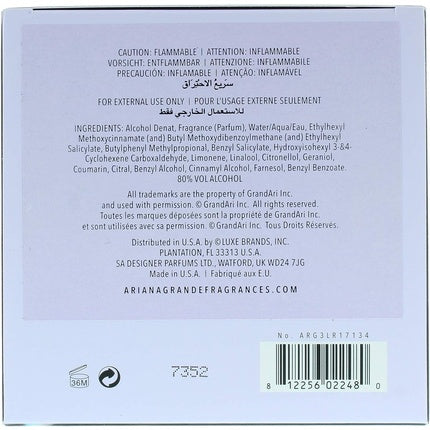 CAUTION: FLAMMABLE | ATTENTION: INFLAMMABLE
VORSICHT: ENTFLAMMBAR | ATTENZIONE: INFIAMMABILE
PRECAUCIÓN: INFLAMABLE | ATENÇÃO: INFLAMÁVEL
سريع الاحتراق
FOR EXTERNAL USE ONLY | POUR L'USAGE EXTERNE SEULEMENT
للاستعمال الخارجي فقط
INGREDIENTS: Alcohol Denat, Fragrance (Parfum), Water/Aqua/Eau, Ethylhexyl
Methoxycinnamate (and) Butyl Methoxydibenzoylmethane (and) Ethylhexyl
Salicylate, Butylphenyl Methylpropional, Benzyl Salicylate, Hydroxyisohexyl 3-&4-
Cyclohexene Carboxaldehyde, Limonene, Linalool, Citronellol, Geraniol,
Coumarin, Citral, Benzyl Alcohol, Cinnamyl Alcohol, Farnesol, Benzyl Benzoate.
80% VOL ALCOHOL
All trademarks are the property of GrandAri Inc.
and used with permission. © GrandAri Inc. All rights reserved.
Toutes les marques déposées sont la propriété de GrandAri Inc.
et sont utilisées avec sa permission. © GrandAri Inc. Tous Droits Réservés.
Distributed in U.S.A. by ©LUXE BRANDS, INC.
PLANTATION, FL 33313 U.S.A.
SA DESIGNER PARFUMS LTD., WATFORD, UK WD24 7JG
Made in U.S.A. | Fabriqué aux E.U.
ARIANAGRANDEFRAGRANCES.COM
No. ARG3LR17134
36M
7352
8 12256 02248 0